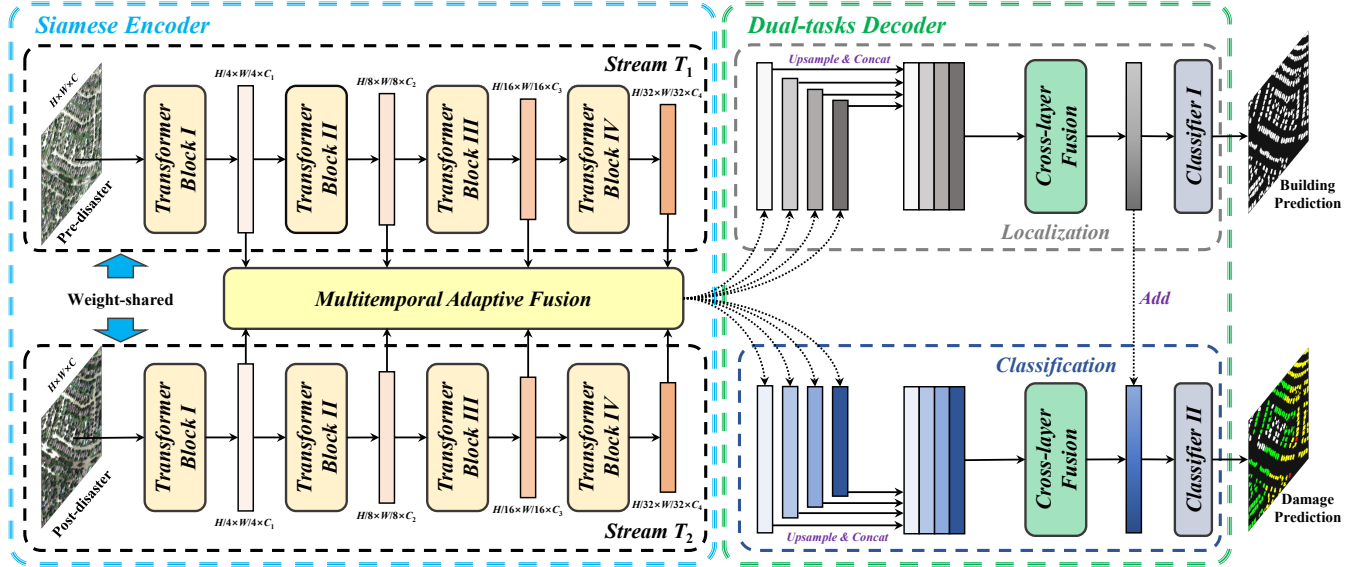 Siamese Encoder
Stream T1
H×W×C
Pre-disaster
Transformer
Block I
H/4×W/4×C1
Transformer
Block II
H/8×W/8×C2
Transformer
Block III
H/16×W/16×C3
Transformer
Block IV
H/32×W/32×C4
Weight-shared
Multitemporal Adaptive Fusion
H×W×C
Post-disaster
Transformer
Block I
H/4×W/4×C1
Transformer
Block II
H/8×W/8×C2
Transformer
Block III
H/16×W/16×C3
Transformer
Block IV
H/32×W/32×C4
Stream T2
Dual-tasks Decoder
Upsample & Concat
Cross-layer
Fusion
Classifier I
Localization
Building
Prediction
Add
Classification
Upsample & Concat
Cross-layer
Fusion
Classifier II
Damage
Prediction